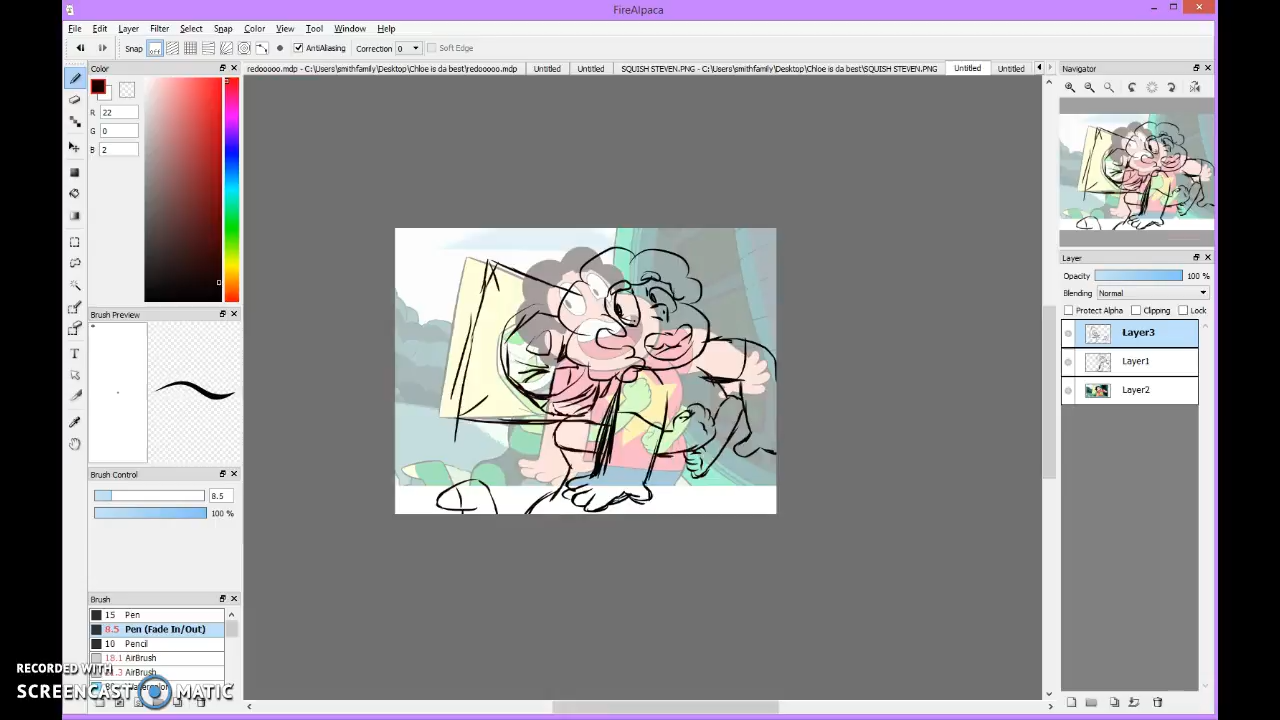 FireAlpaca
File Edit Layer Filter Select Snap Color View Tool Window Help
Snap off AntiAliasing Correction 0 Soft Edge
Color
redooooo.mdp - C:\Users\smithfamily\Desktop\Chloe is da best\redooooo.mdp Untitled Untitled SQUISH STEVEN.PNG - C:\Users\smithfamily\Desktop\Chloe is da best\SQUISH STEVEN.PNG Untitled Untitled
Navigator
R 22
G 0
B 2
Layer
Opacity 100 %
Blending Normal
Protect Alpha Clipping Lock
Layer3
Layer1
Layer2
Brush Preview
Brush Control
8.5
100 %
Brush
15 Pen
8.5 Pen (Fade In/Out)
10 Pencil
18.1 AirBrush
AirBrush
RECORDED WITH
SCREENCAST MATIC